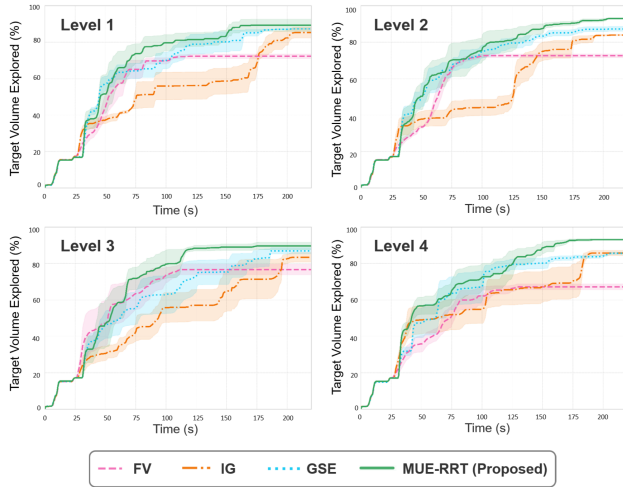 Level 1
Target Volume Explored (%)
100
80
60
40
20
0
0 25 50 75 100 125 150 175 200
Time (s)
Level 2
Target Volume Explored (%)
100
80
60
40
20
0
0 25 50 75 100 125 150 175 200
Time (s)
Level 3
Target Volume Explored (%)
100
80
60
40
20
0
0 25 50 75 100 125 150 175 200
Time (s)
Level 4
Target Volume Explored (%)
100
80
60
40
20
0
0 25 50 75 100 125 150 175 200
Time (s)
FV IG GSE MUE-RRT (Proposed)